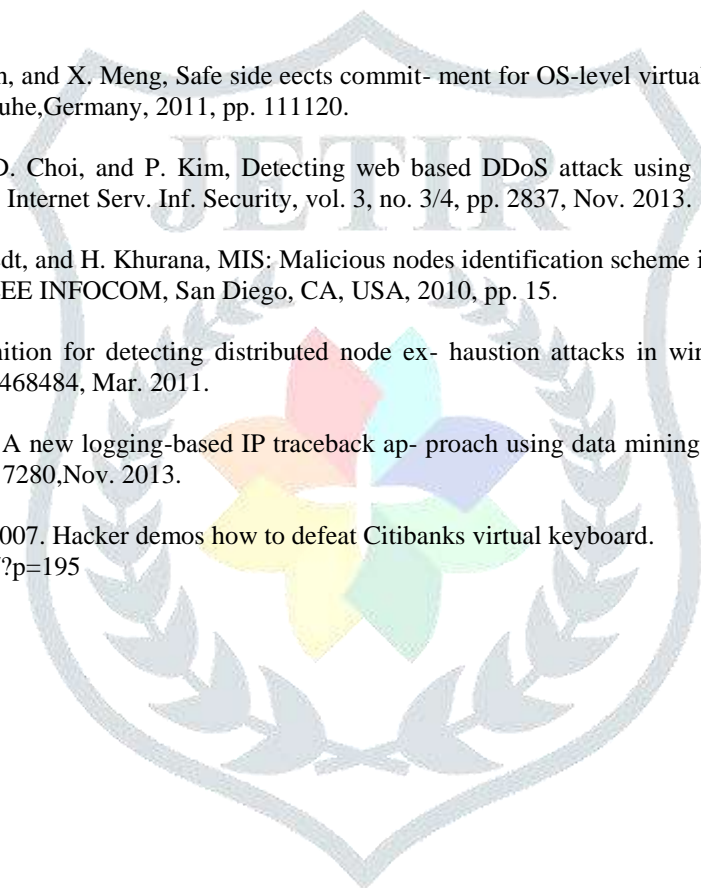 n, and X. Meng, Safe side eects commit- ment for OS-level virtual
uhe,Germany, 2011, pp. 111120.
D. Choi, and P. Kim, Detecting web based DDoS attack using
Internet Serv. Inf. Security, vol. 3, no. 3/4, pp. 2837, Nov. 2013.
edt, and H. Khurana, MIS: Malicious nodes identification scheme i
EE INFOCOM, San Diego, CA, USA, 2010, pp. 15.
nition for detecting distributed node ex- haustion attacks in wir
468484, Mar. 2011.
A new logging-based IP traceback ap- proach using data mining
7280,Nov. 2013.
007. Hacker demos how to defeat Citibanks virtual keyboard.
/?p=195
JETIR